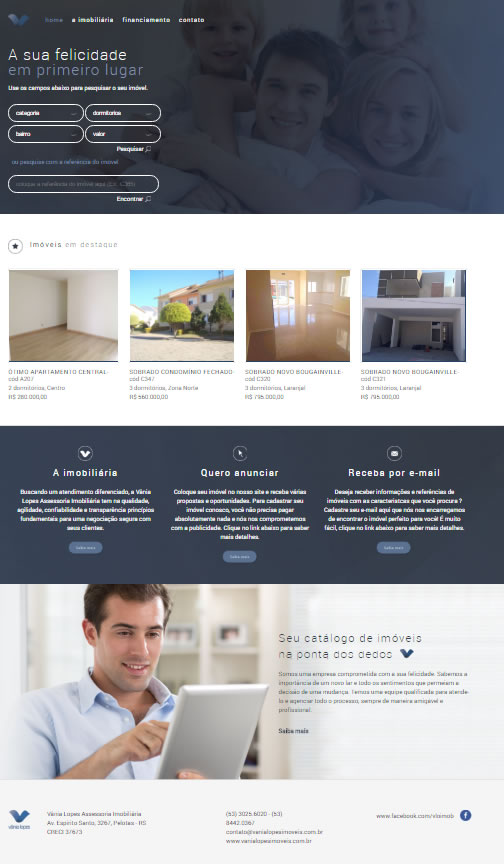 home a imobiliária financiamento contato
A sua felicidade
em primeiro lugar
Use os campos abaixo para pesquisar o seu imóvel.
categoria dormitorios
bairro valor
Pesquisar
ou pesquise com a referência do imovel
coloque a referência do imóvel aqui
Encontrar
Imóveis em destaque
ÓTIMO APARTAMENTO CENTRAL-
cod A207
2 dormitórios, Centro
R$ 280.000,00
SOBRADO CONDOMÍNIO FECHADO-
cod C347
3 dormitórios, Zona Norte
R$ 560.000,00
SOBRADO NOVO BOUGAINVILLE-
cod C320
3 dormitórios, Laranjal
R$ 795.000,00
SOBRADO NOVO BOUGAINVILLE-
cod C321
3 dormitórios, Laranjal
R$ 795.000,00
A imobiliária
Buscando um atendimento diferenciado, a Vânia
Lopes Assessoria Imobiliária tem na qualidade,
agilidade, confiabilidade e transparência princípios
fundamentais para uma negociação segura com
seus clientes.
Saiba mais
Quero anunciar
Coloque seu imóvel no nosso site e receba várias
propostas e oportunidades. Para cadastrar seu
imóvel conosco, você não precisa pagar
absolutamente nada e nós nos comprometemos
com a publicidade. Clique no link abaixo para saber
mais detalhes.
Saiba mais
Receba por e-mail
Deseja receber informações e referências de
imóveis com as características que você procura ?
Cadastre seu e-mail aqui que nós nos encarregamos
de encontrar o imóvel perfeito para você! É muito
fácil, clique no link abaixo para saber mais detalhes.
Saiba mais
Seu catálogo de imóveis
na ponta dos dedos
Somos uma empresa comprometida com a sua felicidade. Sabemos a
importância de um novo lar e todo os sentimentos que permeiam a
decisão de uma mudança. Temos uma equipe qualificada para atende-
lo e agenciar todo o processo, sempre de maneira amigável e
profissional.
Saiba mais
vânia lopes
Vânia Lopes Assessoria Imobiliária
Av. Espirito Santo, 3267, Pelotas - RS
CRECI 37673
(53) 3025.6020 - (53)
8442.0367
contato@vanialopesimoveis.com.br
www.vanialopesimoveis.com.br
www.facebook.com/vlximob